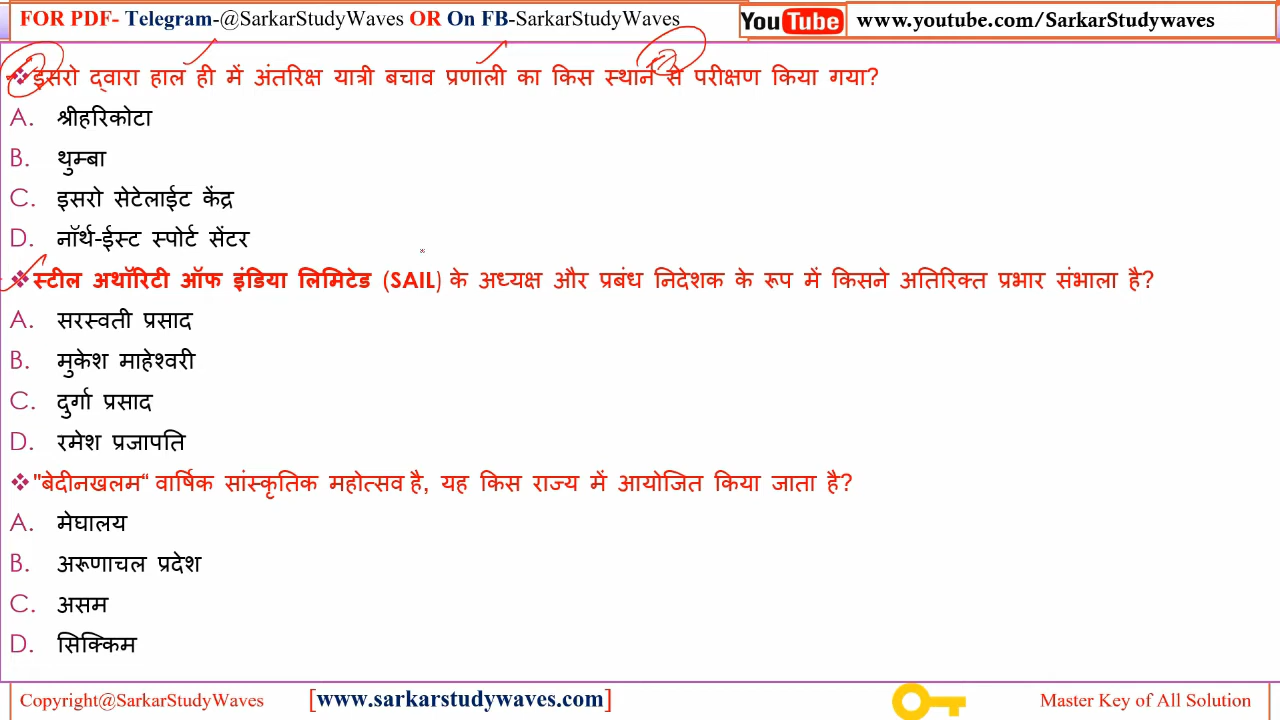 FOR PDF- Telegram-@SarkarStudyWaves OR On FB-SarkarStudyWaves
YouTube www.youtube.com/SarkarStudywaves
❖इसरो द्वारा हाल ही में अंतरिक्ष यात्री बचाव प्रणाली का किस स्थान से परीक्षण किया गया?
A. श्रीहरिकोटा
B. थुम्बा
C. इसरो सेटेलाईट केंद्र
D. नॉर्थ-ईस्ट स्पोर्ट सेंटर
❖स्टील अथॉरिटी ऑफ इंडिया लिमिटेड (SAIL) के अध्यक्ष और प्रबंध निदेशक के रूप में किसने अतिरिक्त प्रभार संभाला है?
A. सरस्वती प्रसाद
B. मुकेश माहेश्वरी
C. दुर्गा प्रसाद
D. रमेश प्रजापति
❖"बेदीनखलम“ वार्षिक सांस्कृतिक महोत्सव है, यह किस राज्य में आयोजित किया जाता है?
A. मेघालय
B. अरूणाचल प्रदेश
C. असम
D. सिक्किम
Copyright@SarkarStudyWaves [www.sarkarstudywaves.com] Master Key of All Solution